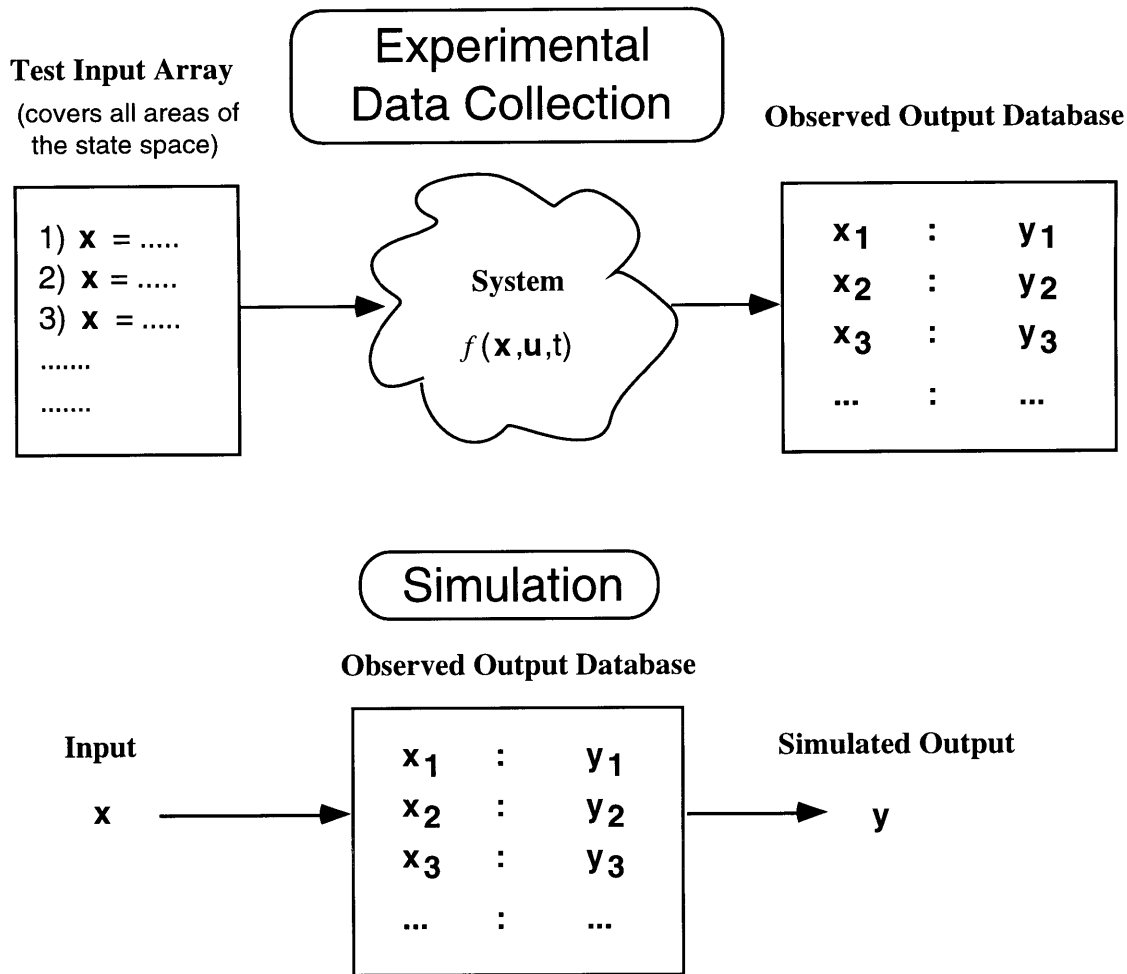 Experimental
Data Collection
Test Input Array
(covers all areas of
the state space)
1) x = .....
2) x = .....
3) x = .....
.......
.......
System
f(x,u,t)
Observed Output Database
x1 : y1
x2 : y2
x3 : y3
... : ...
Simulation
Observed Output Database
Input
x
x1 : y1
x2 : y2
x3 : y3
... : ...
Simulated Output
y